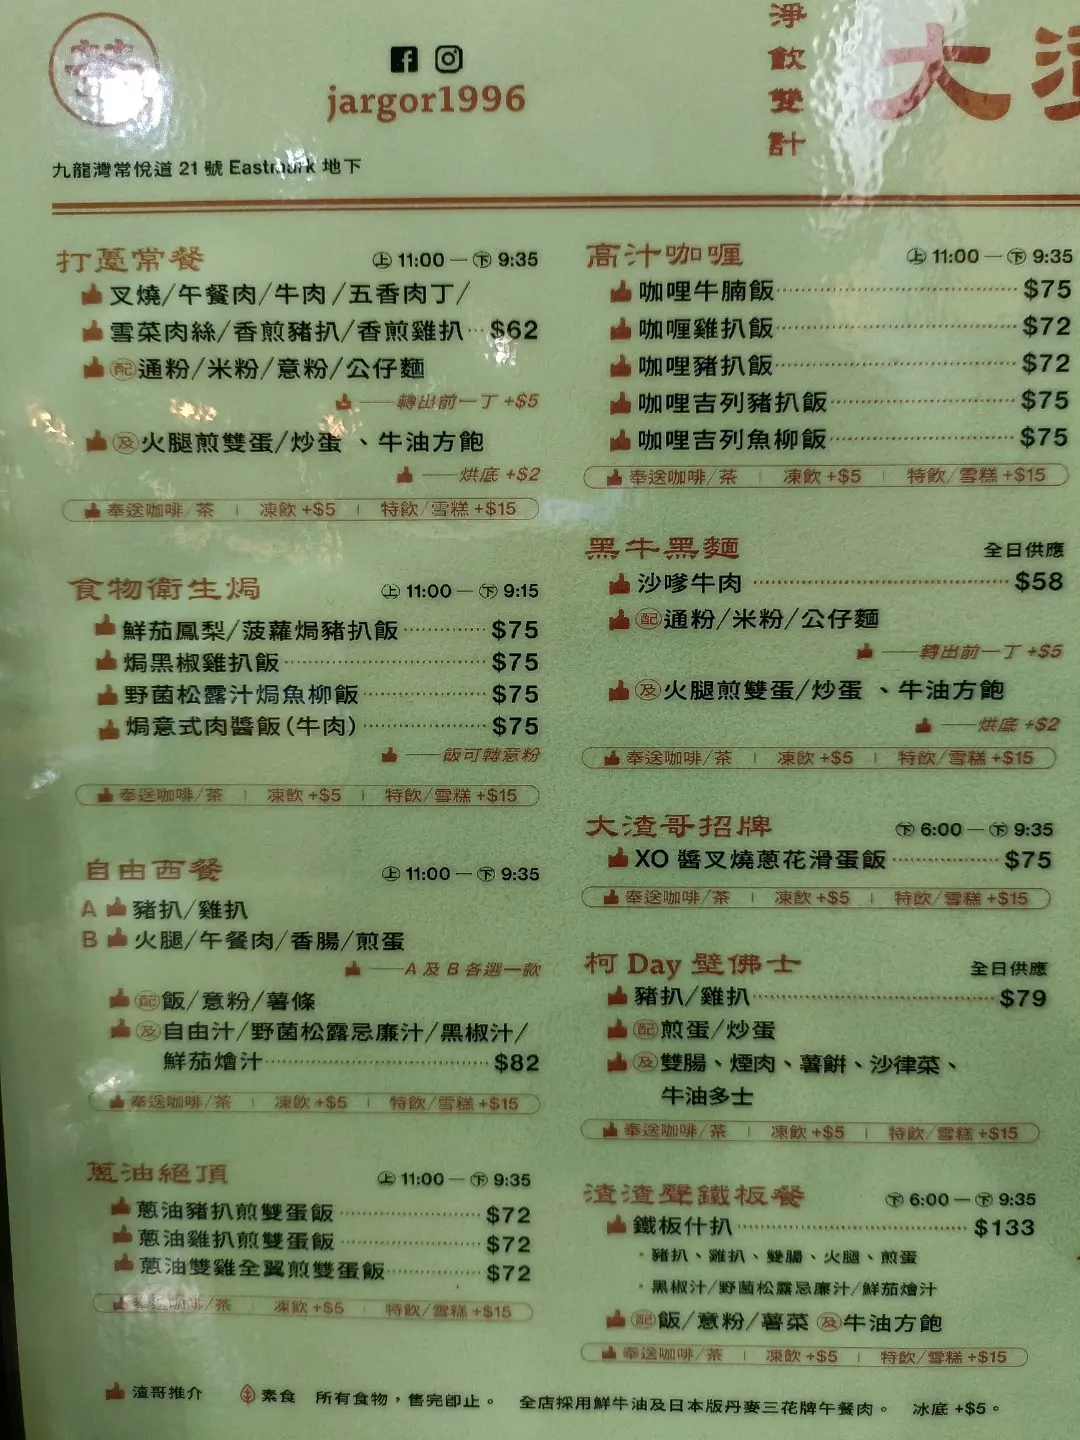 jargor1996
淨飲雙計
大渣
九龍灣常悅道 21 號 Eastmark 地下
打躉常餐 上 11:00 — 下 9:35
叉燒/午餐肉/牛肉/五香肉丁/
雪菜肉絲/香煎豬扒/香煎雞扒 $62
配 通粉/米粉/意粉/公仔麵
轉出前一丁 +$5
及 火腿煎雙蛋/炒蛋、牛油方飽
烘底 +$2
奉送咖啡/茶 | 凍飲 +$5 | 特飲/雪糕 +$15
食物衛生焗 上 11:00 — 下 9:15
鮮茄鳳梨/菠蘿焗豬扒飯 $75
焗黑椒雞扒飯 $75
野菌松露汁焗魚柳飯 $75
焗意式肉醬飯(牛肉) $75
飯可轉意粉
奉送咖啡/茶 | 凍飲 +$5 | 特飲/雪糕 +$15
自由西餐 上 11:00 — 下 9:35
A 豬扒/雞扒
B 火腿/午餐肉/香腸/煎蛋
A 及 B 各選一款
配 飯/意粉/薯條
及 自由汁/野菌松露忌廉汁/黑椒汁/
鮮茄燴汁 $82
奉送咖啡/茶 | 凍飲 +$5 | 特飲/雪糕 +$15
蔥油絕頂 上 11:00 — 下 9:35
蔥油豬扒煎雙蛋飯 $72
蔥油雞扒煎雙蛋飯 $72
蔥油雙雞全翼煎雙蛋飯 $72
奉送咖啡/茶 | 凍飲 +$5 | 特飲/雪糕 +$15
高汁咖喱 上 11:00 — 下 9:35
咖哩牛腩飯 $75
咖喱雞扒飯 $72
咖哩豬扒飯 $72
咖哩吉列豬扒飯 $75
咖哩吉列魚柳飯 $75
奉送咖啡/茶 | 凍飲 +$5 | 特飲/雪糕 +$15
黑牛黑麵 全日供應
沙嗲牛肉 $58
配 通粉/米粉/公仔麵
轉出前一丁 +$5
及 火腿煎雙蛋/炒蛋、牛油方飽
烘底 +$2
奉送咖啡/茶 | 凍飲 +$5 | 特飲/雪糕 +$15
大渣哥招牌 下 6:00 — 下 9:35
XO 醬叉燒蔥花滑蛋飯 $75
奉送咖啡/茶 | 凍飲 +$5 | 特飲/雪糕 +$15
柯 Day 壁佛士 全日供應
豬扒/雞扒 $79
配 煎蛋/炒蛋
及 雙腸、煙肉、薯餅、沙律菜、
牛油多士
奉送咖啡/茶 | 凍飲 +$5 | 特飲/雪糕 +$15
渣渣聲鐵板餐 下 6:00 — 下 9:35
鐵板什扒 $133
· 豬扒、雞扒、雙腸、火腿、煎蛋
· 黑椒汁/野菌松露忌廉汁/鮮茄燴汁
配 飯/意粉/薯菜 及 牛油方飽
奉送咖啡/茶 | 凍飲 +$5 | 特飲/雪糕 +$15
渣哥推介 素食 所有食物,售完即止。 全店採用鮮牛油及日本版丹麥三花牌午餐肉。 冰底 +$5。